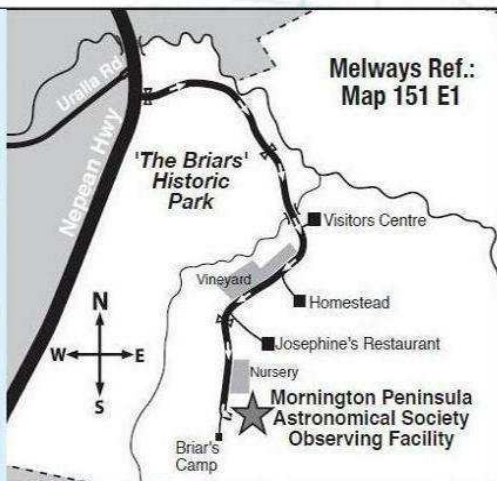 Melways Ref.:
Map 151 E1
Uralla Rd
Nepean Hwy
'The Briars'
Historic
Park
Visitors Centre
Vineyard
Homestead
N
W
E
S
Josephine's Restaurant
Nursery
Mornington Peninsula
Astronomical Society
Observing Facility
Briar's
Camp